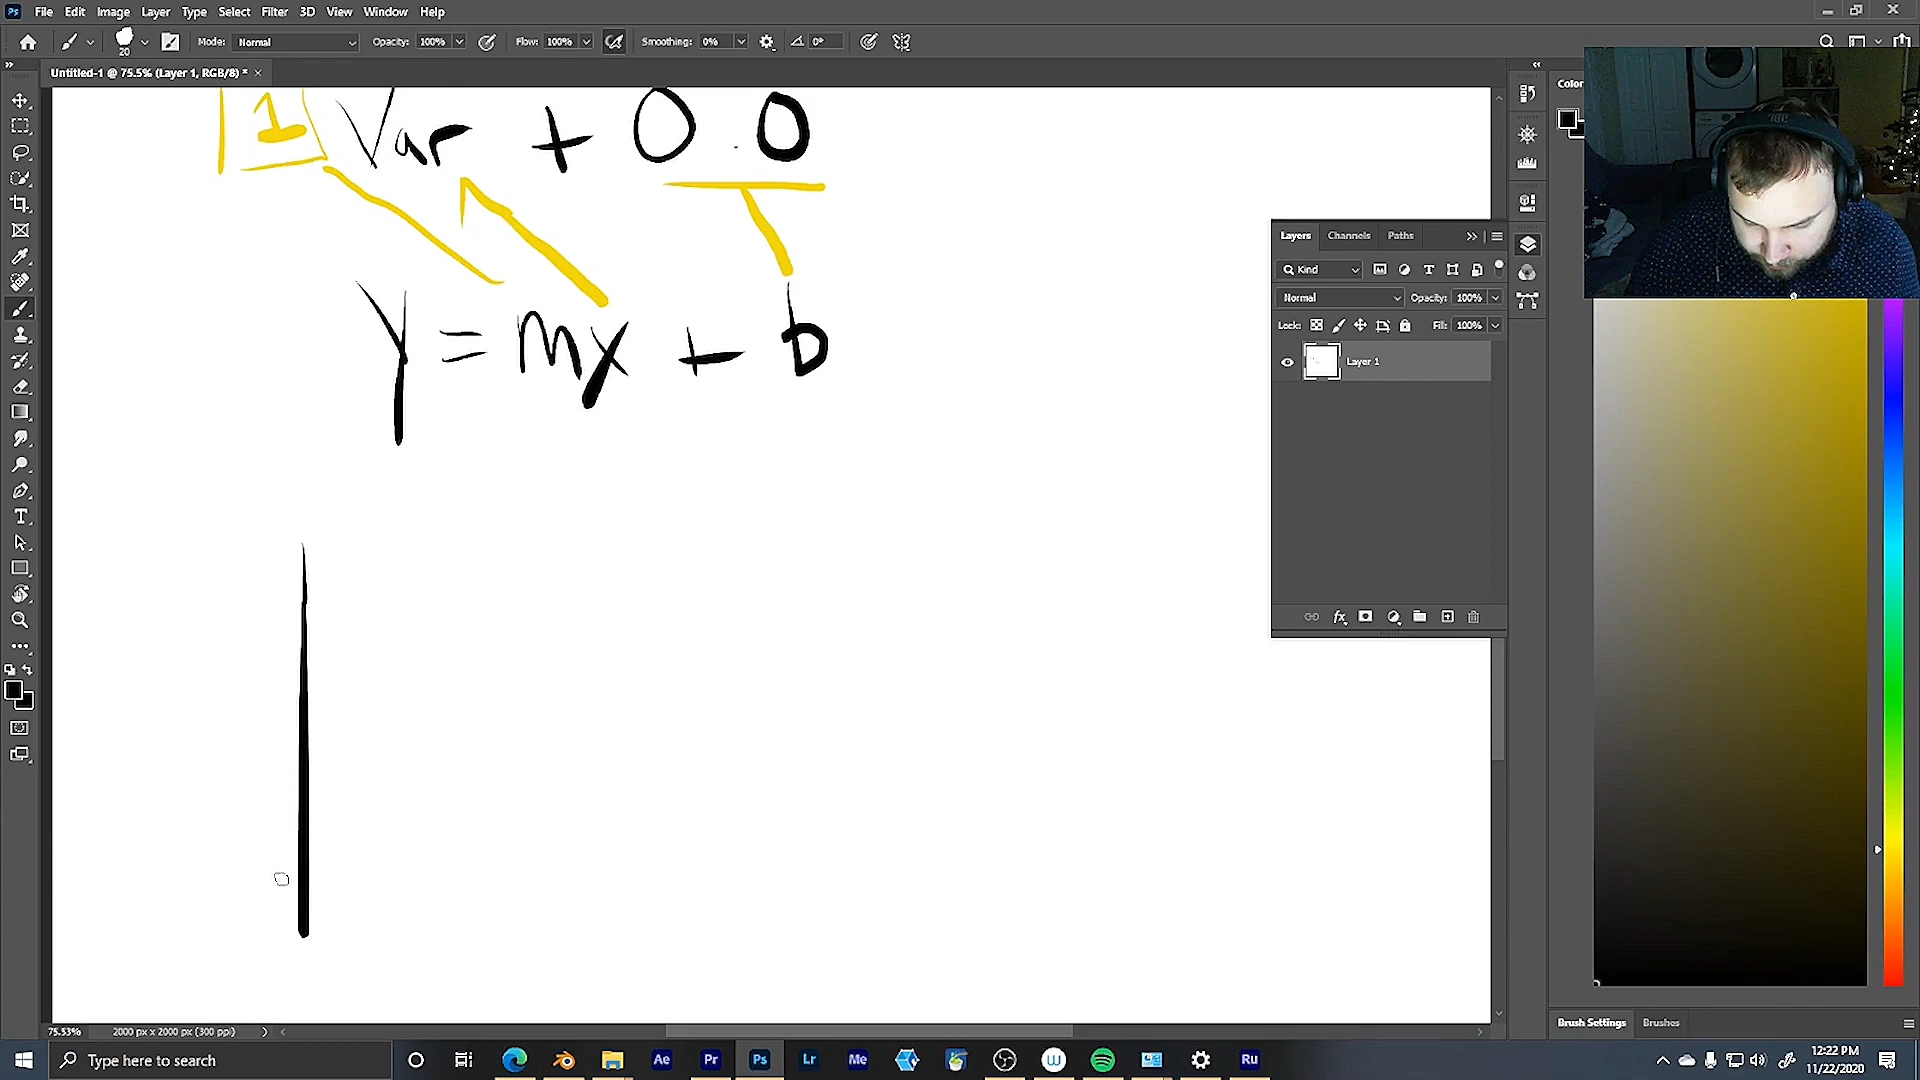 Ps File Edit Image Layer Type Select Filter 3D View Window Help
20 Mode: Normal Opacity: 100% Flow: 100% Smoothing: 0% 0°
Untitled-1 @ 75.5% (Layer 1, RGB/8) *
Color
1 Var + 0.0
y = mx + b
Layers Channels Paths
Kind
Normal Opacity: 100%
Lock: Fill: 100%
Layer 1
fx
75.53% 2000 px x 2000 px (300 ppi)
Brush Settings Brushes
Type here to search
Ae Pr Ps Lr Me Ru
12:22 PM
11/22/2020